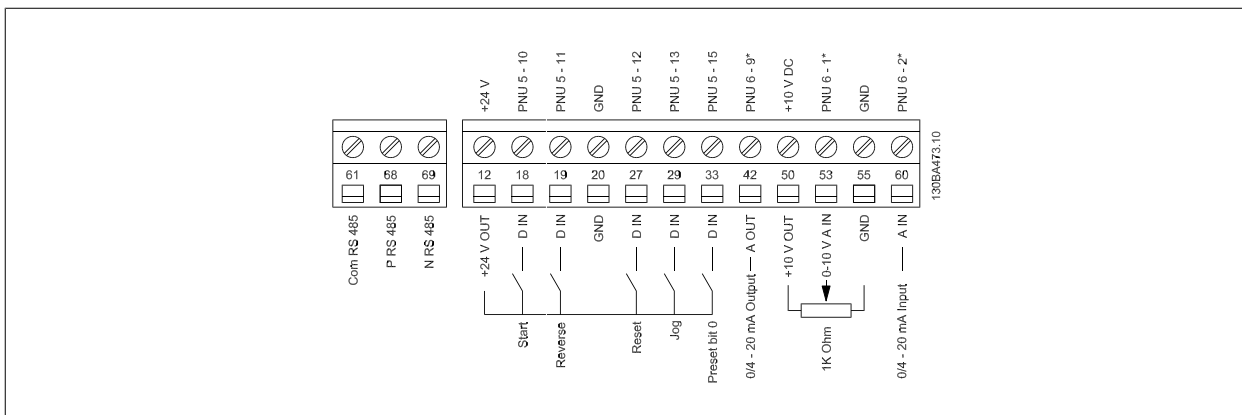 +24 V
PNU 5 - 10
PNU 5 - 11
GND
PNU 5 - 12
PNU 5 - 13
PNU 5 - 15
PNU 6 - 9*
+10 V DC
PNU 6 - 1*
GND
PNU 6 - 2*
61 68 69
12 18 19 20 27 29 33 42 50 53 55 60
Com RS 485
P RS 485
N RS 485
+24 V OUT
D IN
D IN
GND
D IN
D IN
D IN
0/4 - 20 mA Output
A OUT
+10 V OUT
0-10 V A IN
GND
0/4 - 20 mA Input
A IN
Start
Reverse
Reset
Jog
Preset bit 0
1K Ohm
130BA473.10